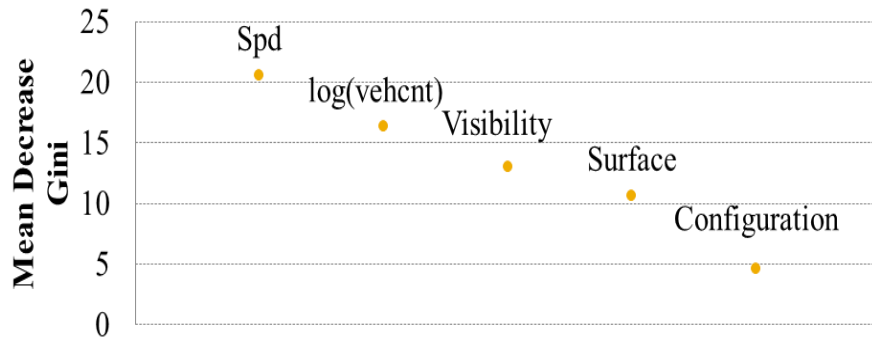 25
Spd
20
log(vehcnt)
Visibility
15
Surface
10
Configuration
5
0
Mean Decrease
Gini